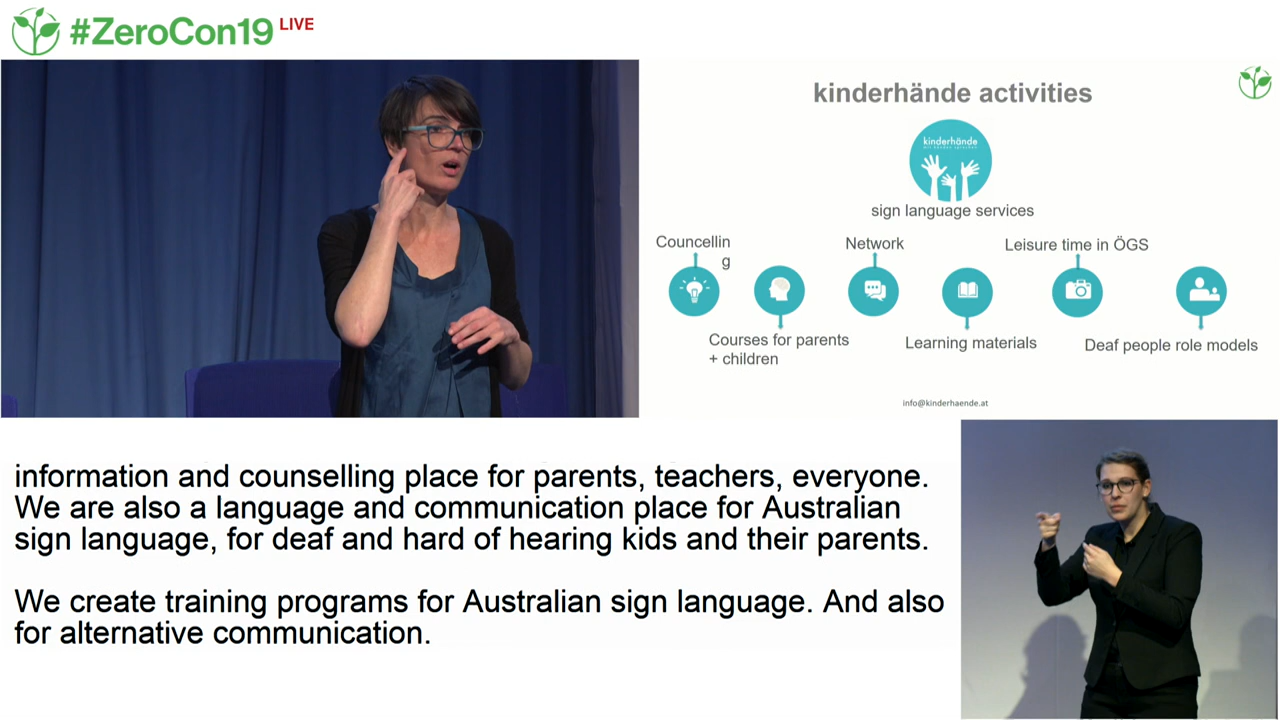 #ZeroCon19 LIVE
kinderhände activities
kinderhände
sign language services
Councellin
g
Network
Leisure time in ÖGS
Courses for parents
+ children
Learning materials
Deaf people role models
info@kinderhaende.at
information and counselling place for parents, teachers, everyone.
We are also a language and communication place for Australian
sign language, for deaf and hard of hearing kids and their parents.
We create training programs for Australian sign language. And also
for alternative communication.